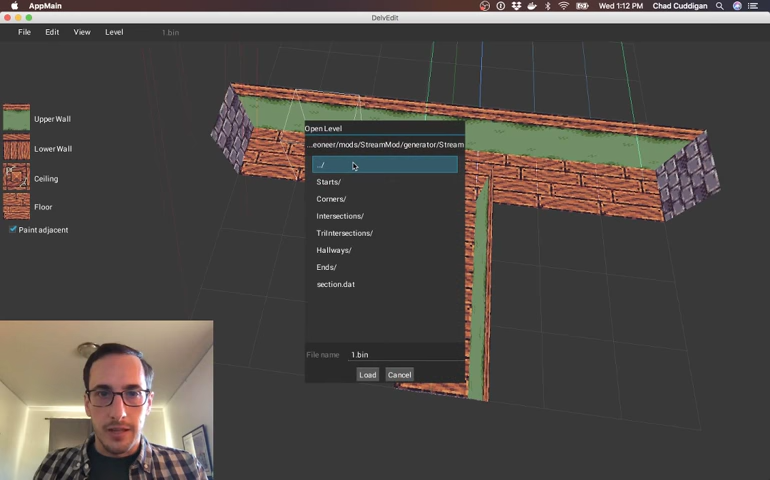 AppMain
Wed 1:12 PM Chad Cuddigan
DelvEdit
File Edit View Level 1.bin
Upper Wall
Lower Wall
Ceiling
Floor
Paint adjacent
Open Level
...eoneer/mods/StreamMod/generator/Stream
../
Starts/
Corners/
Intersections/
TriIntersections/
Hallways/
Ends/
section.dat
File name 1.bin
Load Cancel